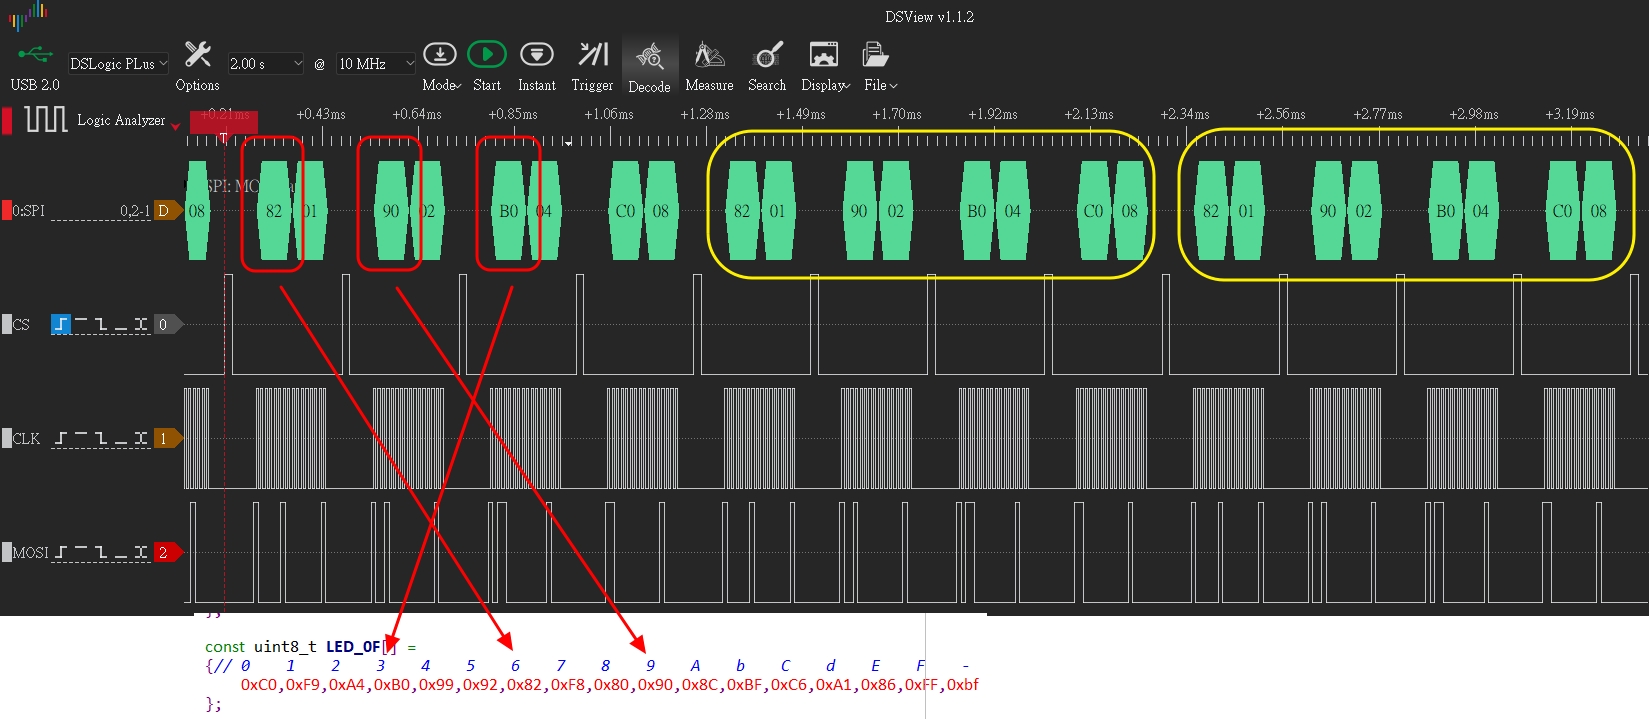 DSView v1.1.2
USB 2.0 DSLogic PLus Options 2.00 s @ 10 MHz Mode Start Instant Trigger Decode Measure Search Display File
Logic Analyzer +0.21ms +0.43ms +0.64ms +0.85ms +1.06ms +1.28ms +1.49ms +1.70ms +1.92ms +2.13ms +2.34ms +2.56ms +2.77ms +2.98ms +3.19ms
T
SPI: MO
0:SPI 0,2-1 D 08 82 01 90 02 B0 04 C0 08 82 01 90 02 B0 04 C0 08 82 01 90 02 B0 04 C0 08
CS 0
CLK 1
MOSI 2
};
const uint8_t LED_0F[] =
{// 0 1 2 3 4 5 6 7 8 9 A b C d E F -
0xC0,0xF9,0xA4,0xB0,0x99,0x92,0x82,0xF8,0x80,0x90,0x8C,0xBF,0xC6,0xA1,0x86,0xFF,0xbf
};